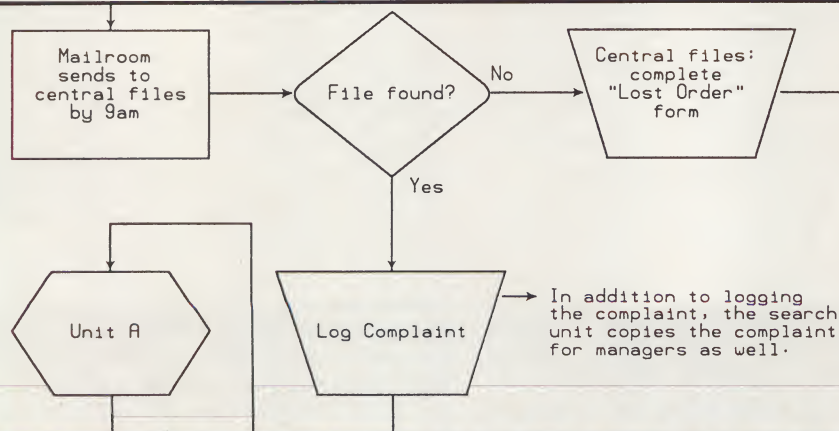 Mailroom
sends to
central files
by 9am
File found?
No
Central files:
complete
"Lost Order"
form
Yes
Unit A
Log Complaint
In addition to logging
the complaint, the search
unit copies the complaint
for managers as well.